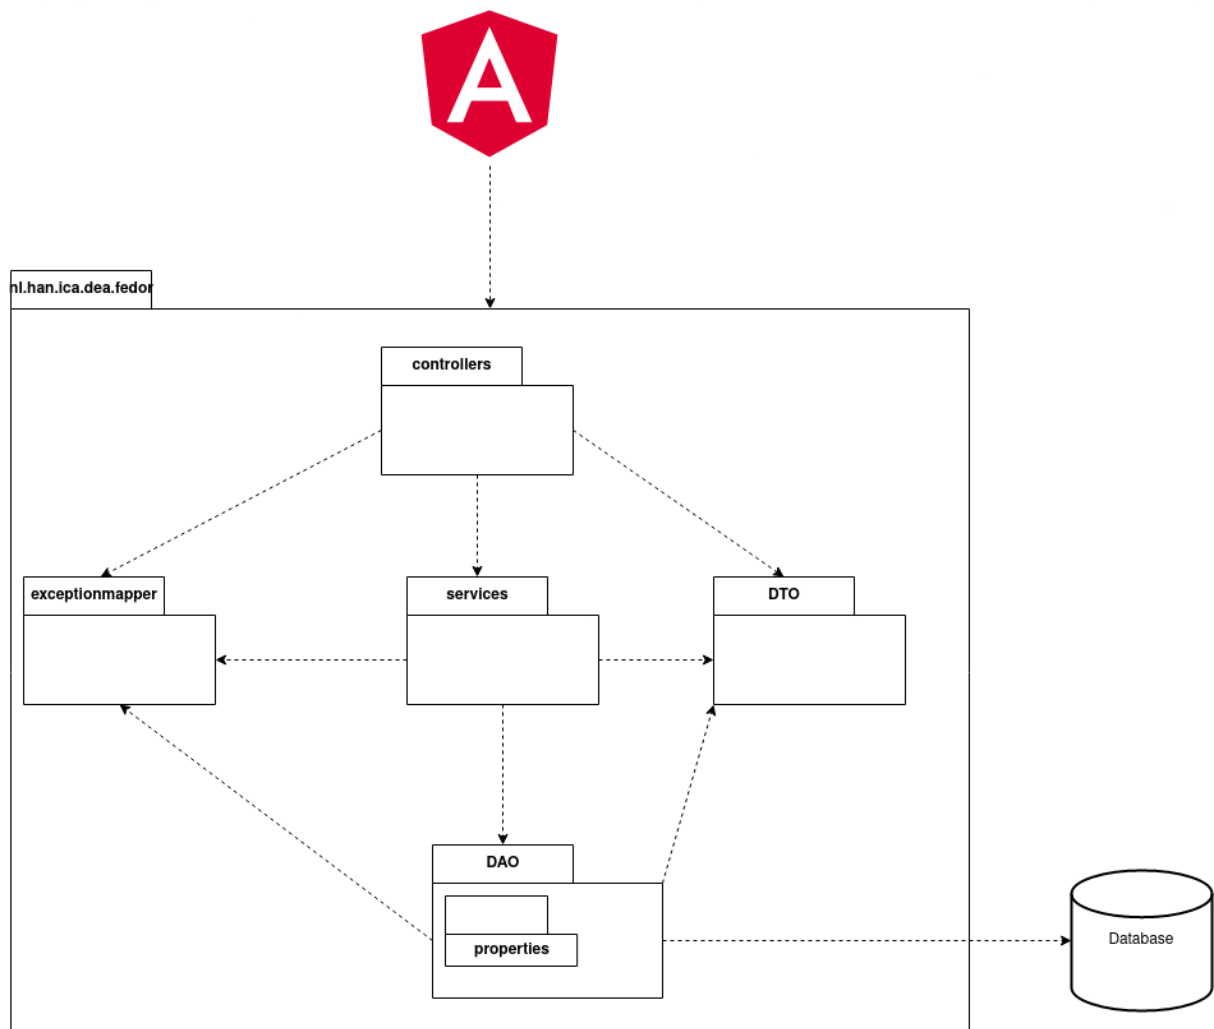 A
nl.han.ica.dea.fedor
controllers
exceptionmapper
services
DTO
DAO
properties
Database